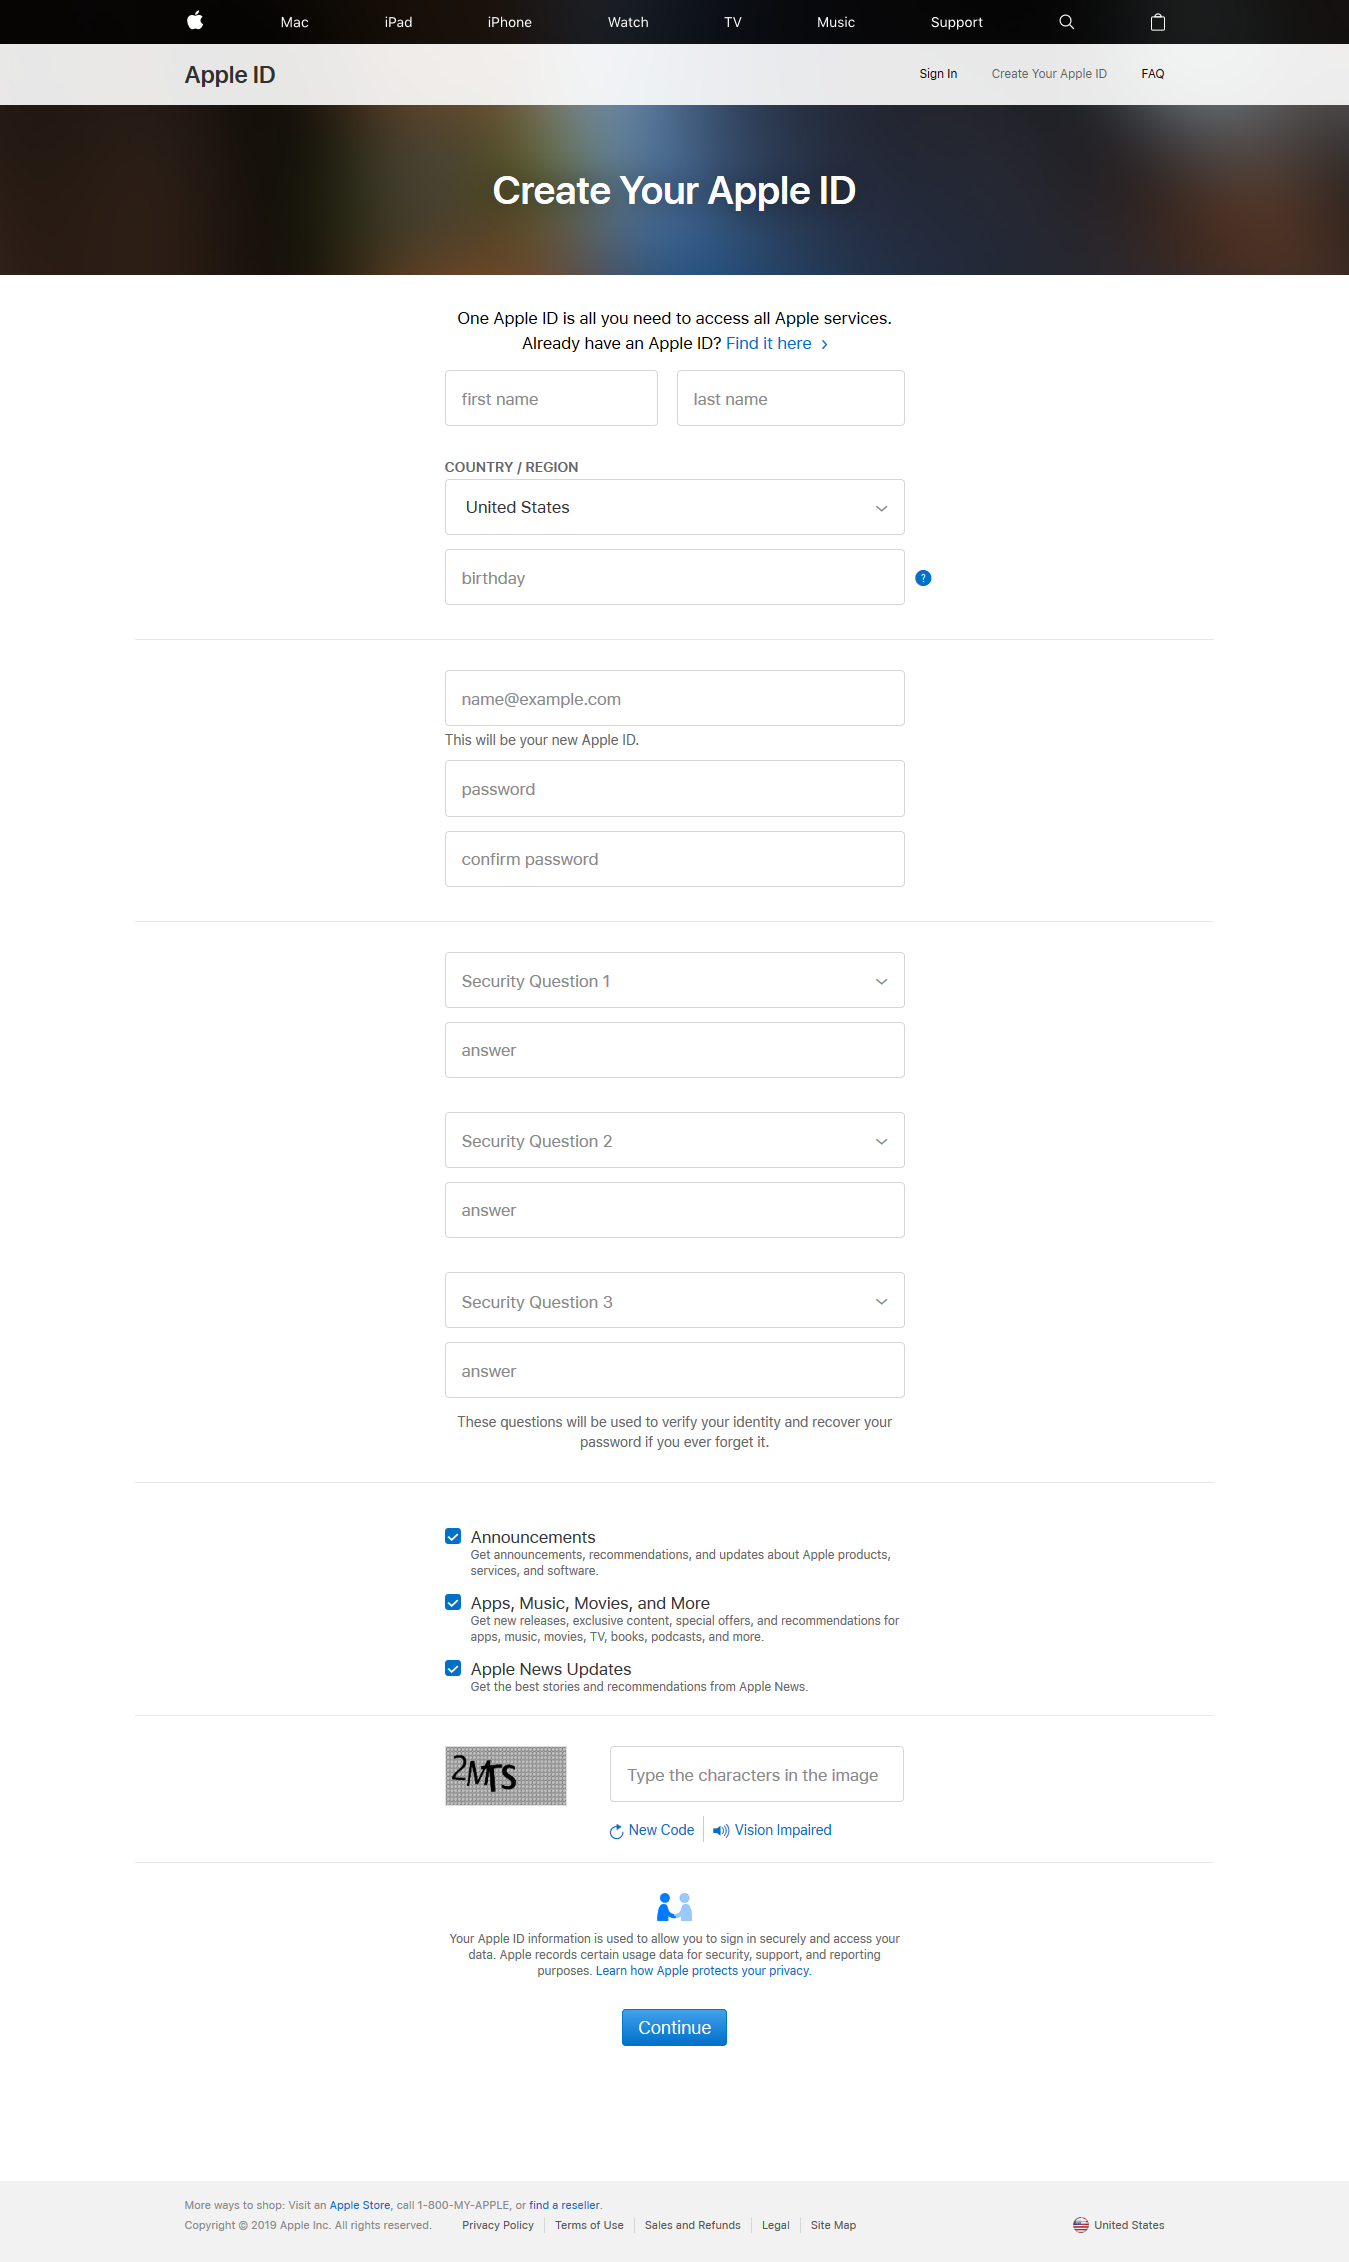 Mac iPad iPhone Watch TV Music Support
Apple ID
Sign In Create Your Apple ID FAQ
Create Your Apple ID
One Apple ID is all you need to access all Apple services.
Already have an Apple ID? Find it here
first name last name
COUNTRY / REGION
United States
birthday
?
name@example.com
This will be your new Apple ID.
password
confirm password
Security Question 1
answer
Security Question 2
answer
Security Question 3
answer
These questions will be used to verify your identity and recover your
password if you ever forget it.
Announcements
Get announcements, recommendations, and updates about Apple products,
services, and software.
Apps, Music, Movies, and More
Get new releases, exclusive content, special offers, and recommendations for
apps, music, movies, TV, books, podcasts, and more.
Apple News Updates
Get the best stories and recommendations from Apple News.
2MTS
Type the characters in the image
New Code Vision Impaired
Your Apple ID information is used to allow you to sign in securely and access your
data. Apple records certain usage data for security, support, and reporting
purposes. Learn how Apple protects your privacy.
Continue
More ways to shop: Visit an Apple Store, call 1-800-MY-APPLE, or find a reseller.
Copyright © 2019 Apple Inc. All rights reserved. Privacy Policy Terms of Use Sales and Refunds Legal Site Map United States